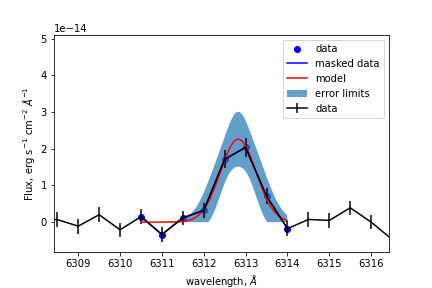 1e−14
5
4
3
2
1
0
Flux, erg s⁻¹ cm⁻² Å⁻¹
data
masked data
model
error limits
data
6309 6310 6311 6312 6313 6314 6315 6316
wavelength, Å